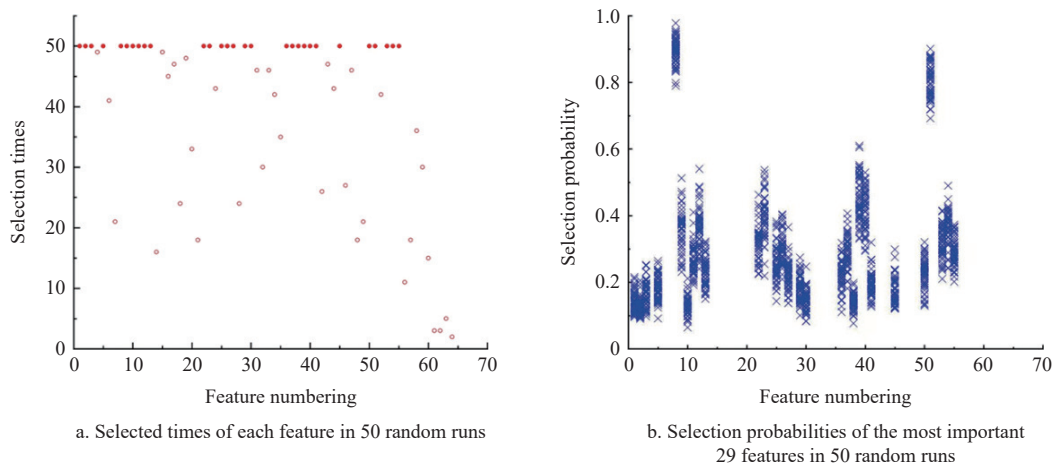 50
40
30
20
10
0
Selection times
0 10 20 30 40 50 60 70
Feature numbering
a. Selected times of each feature in 50 random runs
1.0
0.8
0.6
0.4
0.2
0
Selection probability
0 10 20 30 40 50 60 70
Feature numbering
b. Selection probabilities of the most important
29 features in 50 random runs